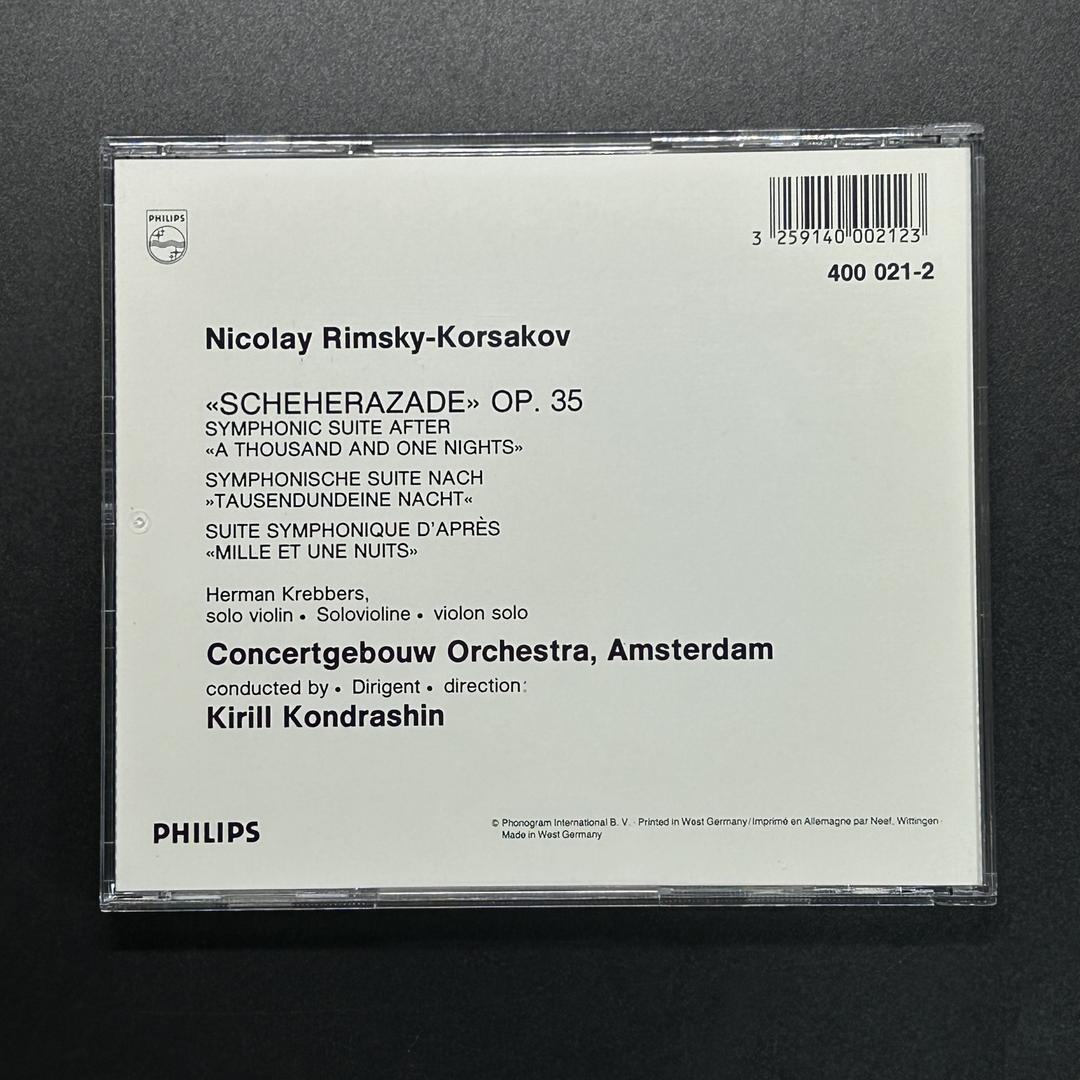 PHILIPS
3 259140 002123
400 021-2
Nicolay Rimsky-Korsakov
«SCHEHERAZADE» OP. 35
SYMPHONIC SUITE AFTER
«A THOUSAND AND ONE NIGHTS»
SYMPHONISCHE SUITE NACH
»TAUSENDUNDEINE NACHT«
SUITE SYMPHONIQUE D'APRÈS
«MILLE ET UNE NUITS»
Herman Krebbers,
solo violin • Solovioline • violon solo
Concertgebouw Orchestra, Amsterdam
conducted by • Dirigent • direction:
Kirill Kondrashin
PHILIPS
© Phonogram International B. V. · Printed in West Germany/Imprimé en Allemagne par Neef, Wittingen ·
Made in West Germany